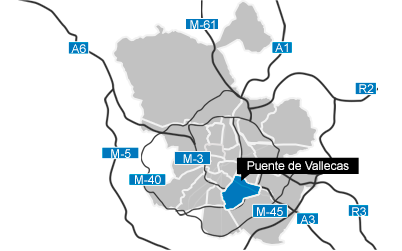 M-61
A6
A1
R2
M-5
M-3
Puente de Vallecas
M-40
M-45
R3
A3